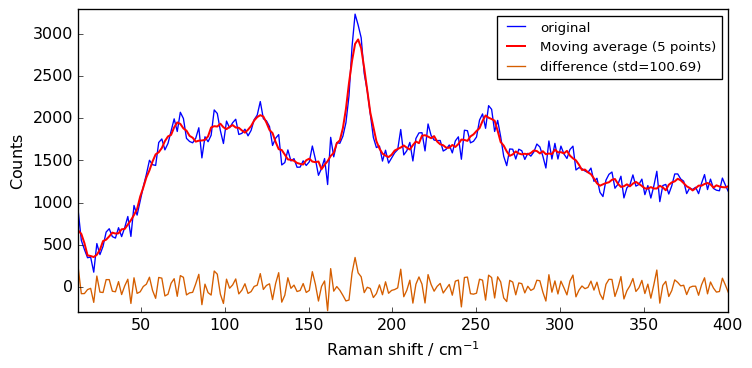 original
Moving average (5 points)
difference (std=100.69)
3000
2500
2000
1500
1000
500
0
Counts
50 100 150 200 250 300 350 400
Raman shift / cm⁻¹